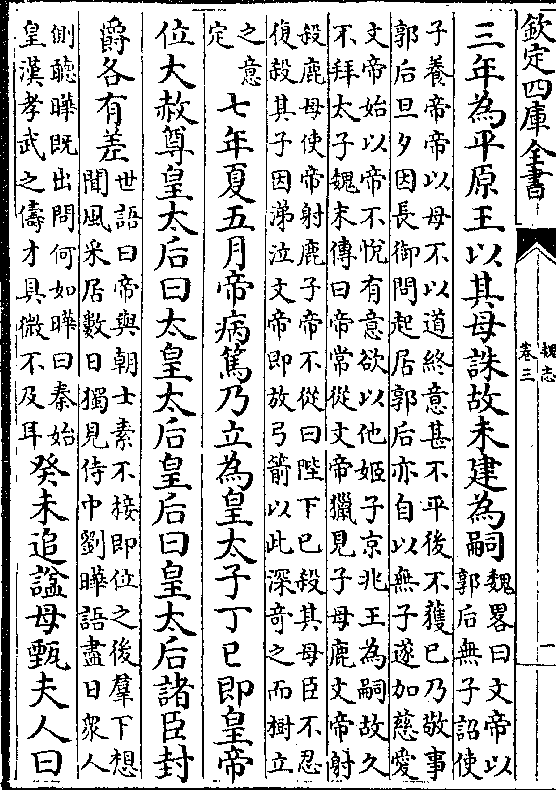 欽定四庫全書
魏志
卷三
一
三年為平原王以其母誅故未建為嗣
魏畧曰文帝以
郭后無子詔使
子養帝帝以母不以道終意甚不平後不獲已乃敬事
郭后旦夕因長御問起居郭后亦自以無子遂加慈愛
文帝始以帝不悅有意欲以他姬子京兆王為嗣故久
不拜太子魏末傳曰帝常從文帝獵見子母鹿文帝射
殺鹿母使帝射鹿子帝不從曰陛下已殺其母臣不忍
復殺其子因涕泣文帝即放弓箭以此深奇之而樹立
之意
定
七年夏五月帝病篤乃立為皇太子丁巳即皇帝
位大赦尊皇太后曰太皇太后皇后曰皇太后諸臣封
爵各有差
世語曰帝與朝士素不接即位之後羣下想
聞風采居數日獨見侍中劉曄語盡日衆人
側聽曄既出問何如曄曰秦始
皇漢孝武之儔才具微不及耳
癸未追諡母甄夫人曰